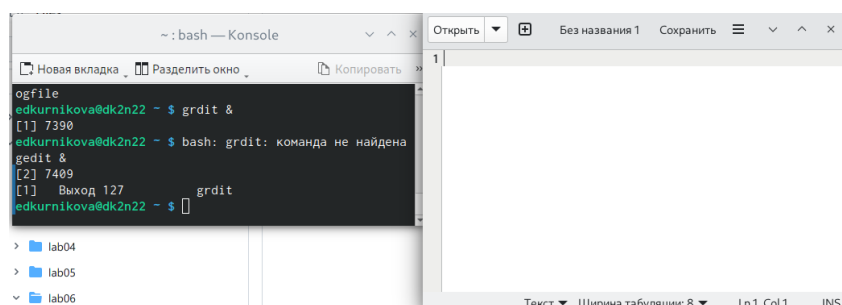 ~ : bash — Konsole
Новая вкладка
Разделить окно
Копировать »
ogfile
edkurnikova@dk2n22 ~ $ grdit &
[1] 7390
edkurnikova@dk2n22 ~ $ bash: grdit: команда не найдена
gedit &
[2] 7409
[1]   Выход 127          grdit
edkurnikova@dk2n22 ~ $
lab04
lab05
lab06
Открыть
Без названия 1
Сохранить
1
Текст
Ширина табуляции: 8
Ln 1, Col 1
INS